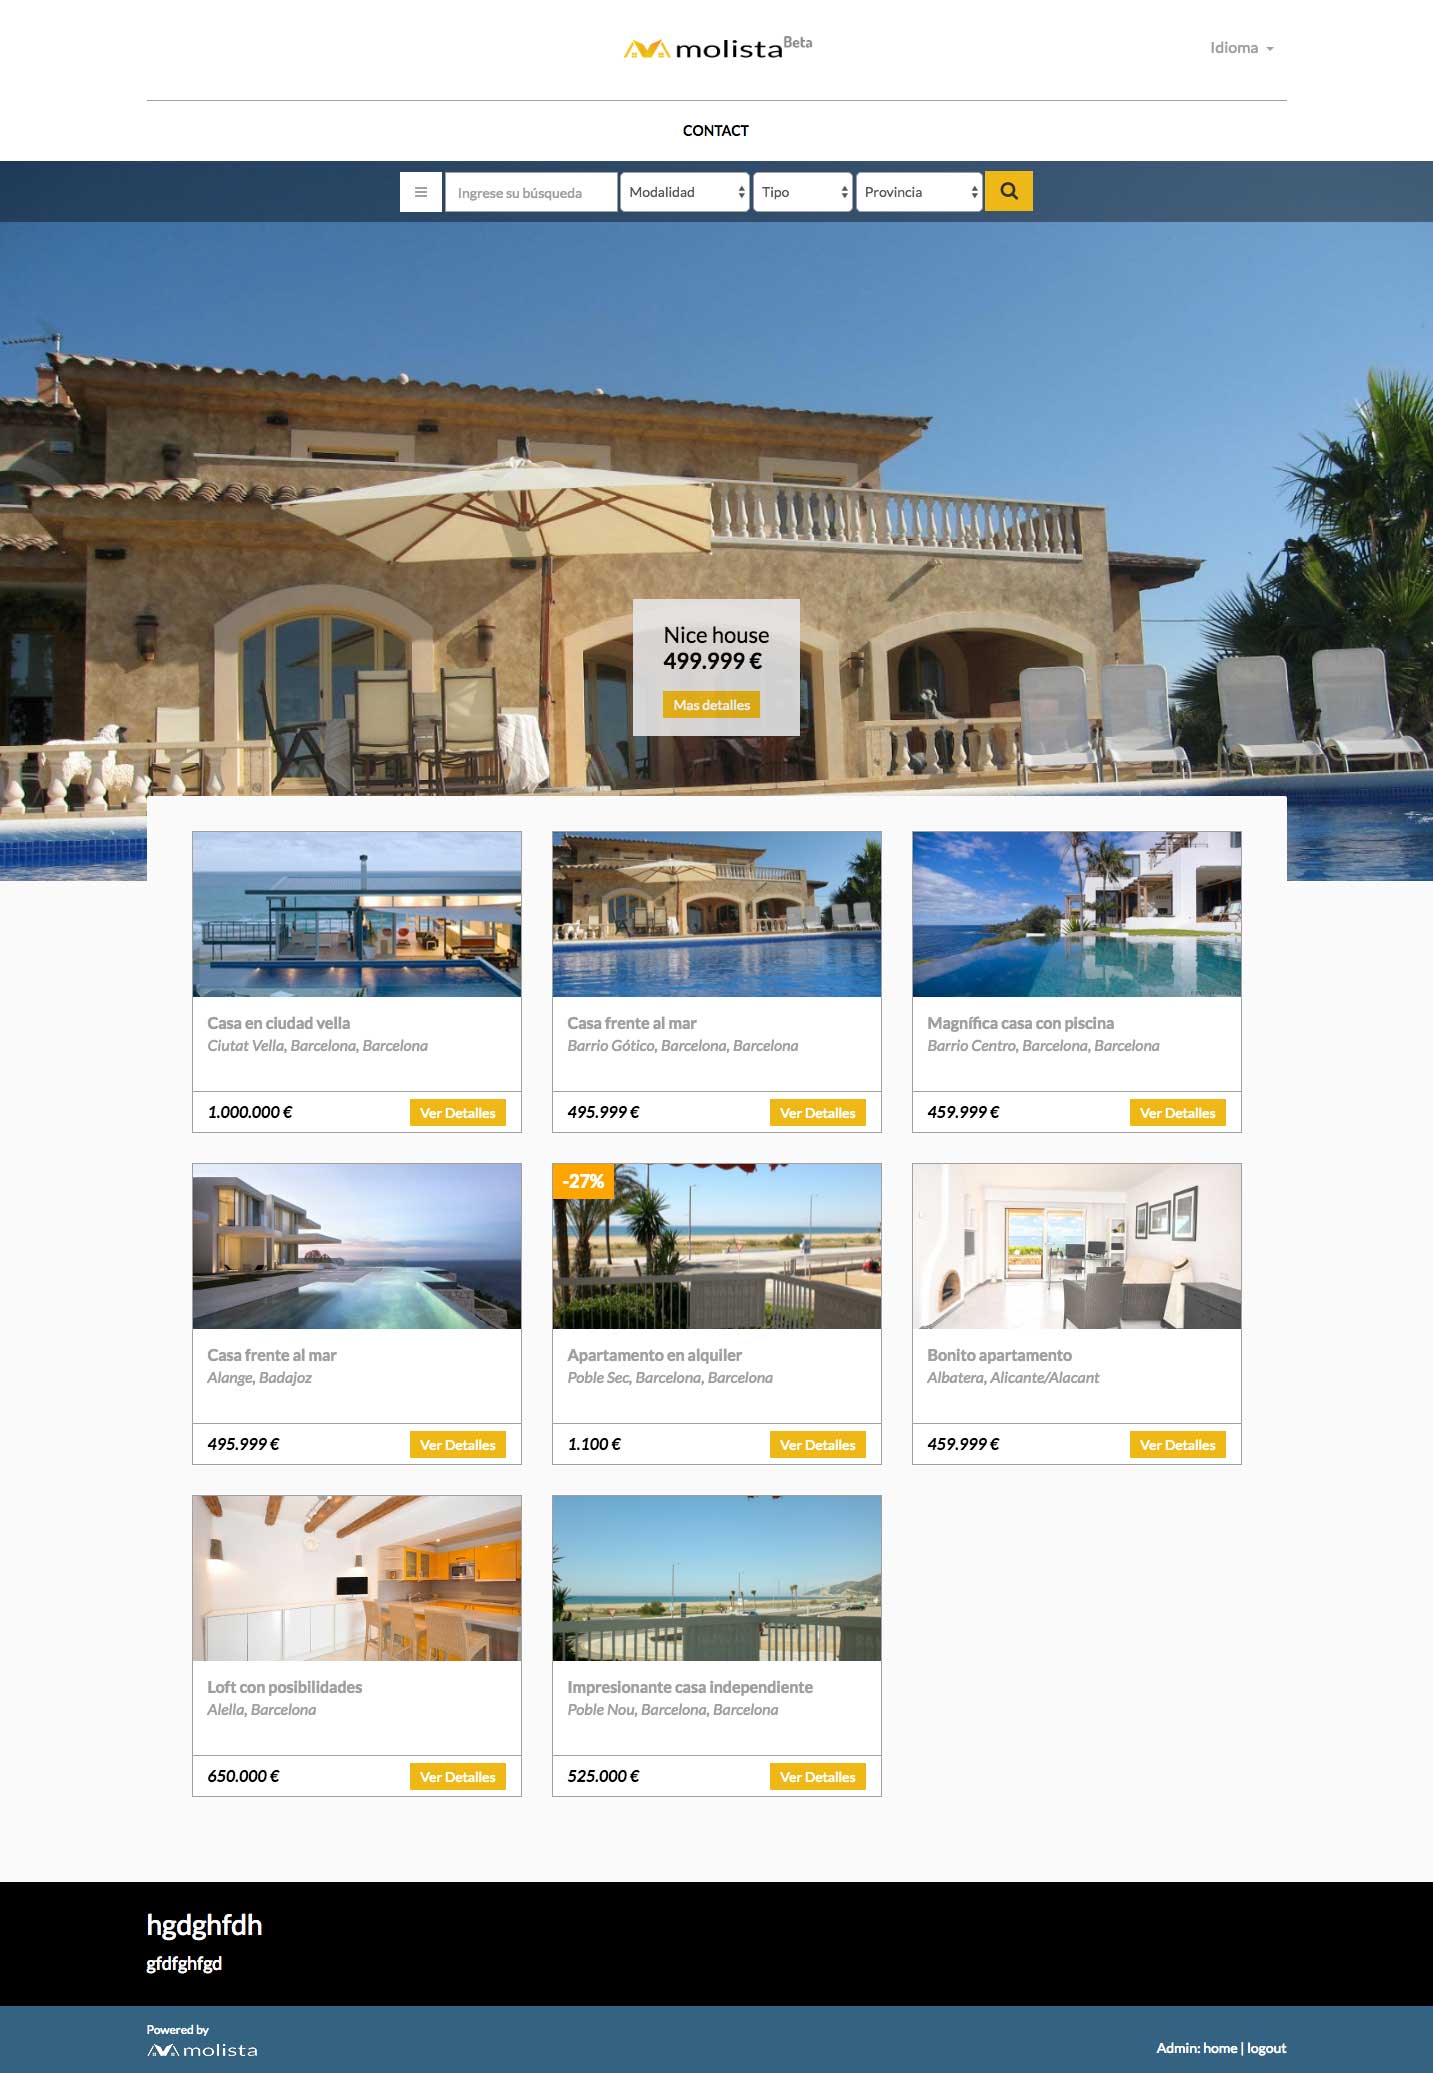 molista Beta
Idioma
CONTACT
Ingrese su búsqueda Modalidad Tipo Provincia
Nice house
499.999 €
Mas detalles
Casa en ciudad vella
Ciutat Vella, Barcelona, Barcelona
1.000.000 € Ver Detalles
Casa frente al mar
Barrio Gótico, Barcelona, Barcelona
495.999 € Ver Detalles
Magnífica casa con piscina
Barrio Centro, Barcelona, Barcelona
459.999 € Ver Detalles
Casa frente al mar
Alange, Badajoz
495.999 € Ver Detalles
-27%
Apartamento en alquiler
Poble Sec, Barcelona, Barcelona
1.100 € Ver Detalles
Bonito apartamento
Albatera, Alicante/Alacant
459.999 € Ver Detalles
Loft con posibilidades
Alella, Barcelona
650.000 € Ver Detalles
Impresionante casa independiente
Poble Nou, Barcelona, Barcelona
525.000 € Ver Detalles
hgdghfdh
gfdfghfgd
Powered by
molista
Admin: home | logout